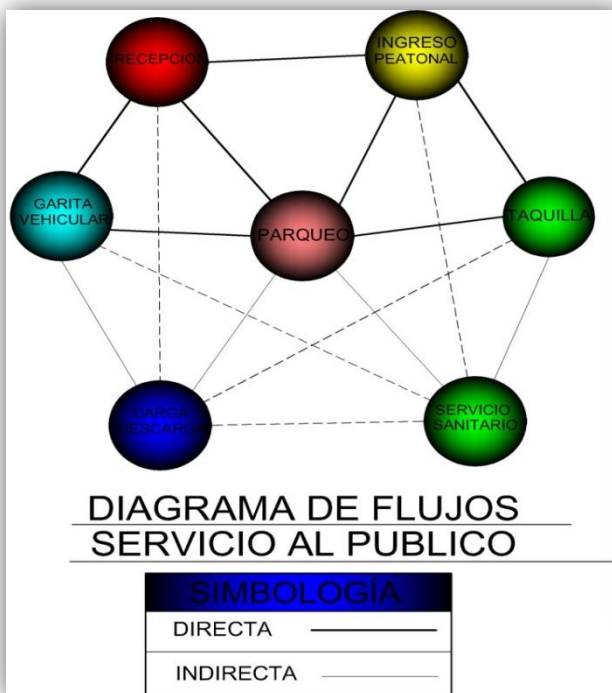 RECEPCIÓN
INGRESO
PEATONAL
GARITA
VEHICULAR
PARQUEO
TAQUILLA
CARGA
DESCARGA
SERVICIO
SANITARIO
DIAGRAMA DE FLUJOS
SERVICIO AL PUBLICO
SIMBOLOGÍA
DIRECTA
INDIRECTA